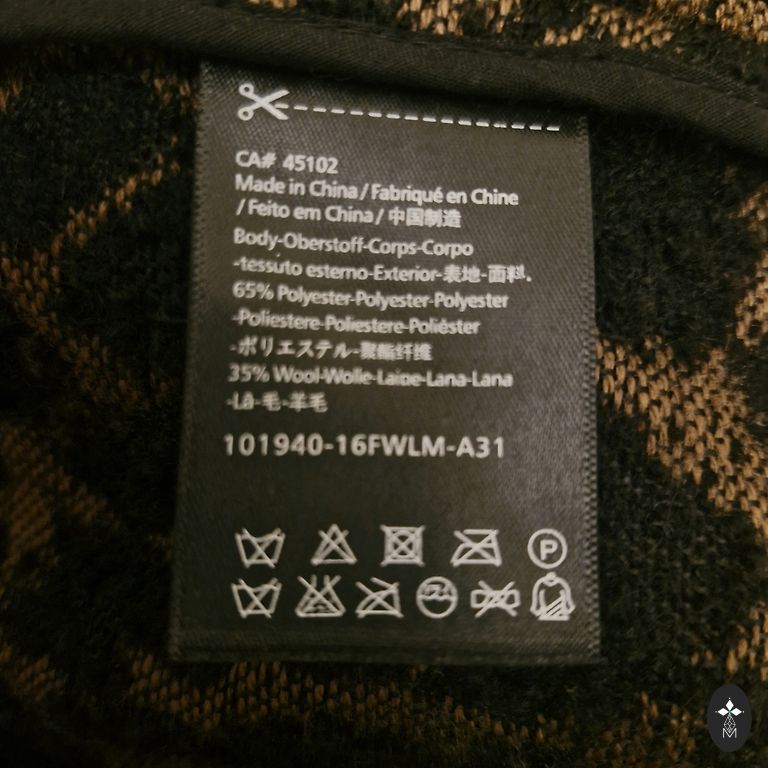 CA# 45102
Made in China / Fabriqué en Chine
/ Feito em China / 中国制造
Body-Oberstoff-Corps-Corpo
-tessuto esterno-Exterior-表地-面料.
65% Polyester-Polyester-Polyester
-Poliestere-Poliestere-Poliéster
-ポリエステル-聚酯纤维
35% Wool-Wolle-Laine-Lana-Lana
-Lã-毛-羊毛
101940-16FWLM-A31
P
M